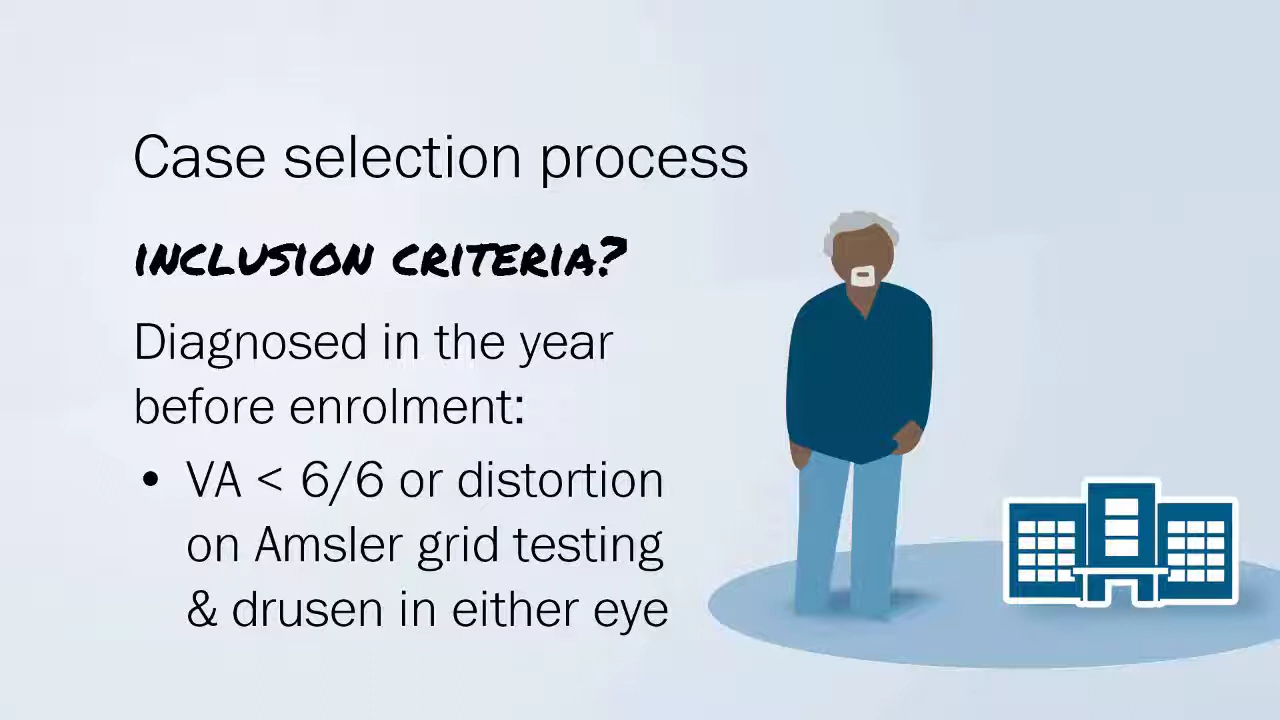 Case selection process
INCLUSION CRITERIA?
Diagnosed in the year
before enrolment:
• VA < 6/6 or distortion
on Amsler grid testing
& drusen in either eye